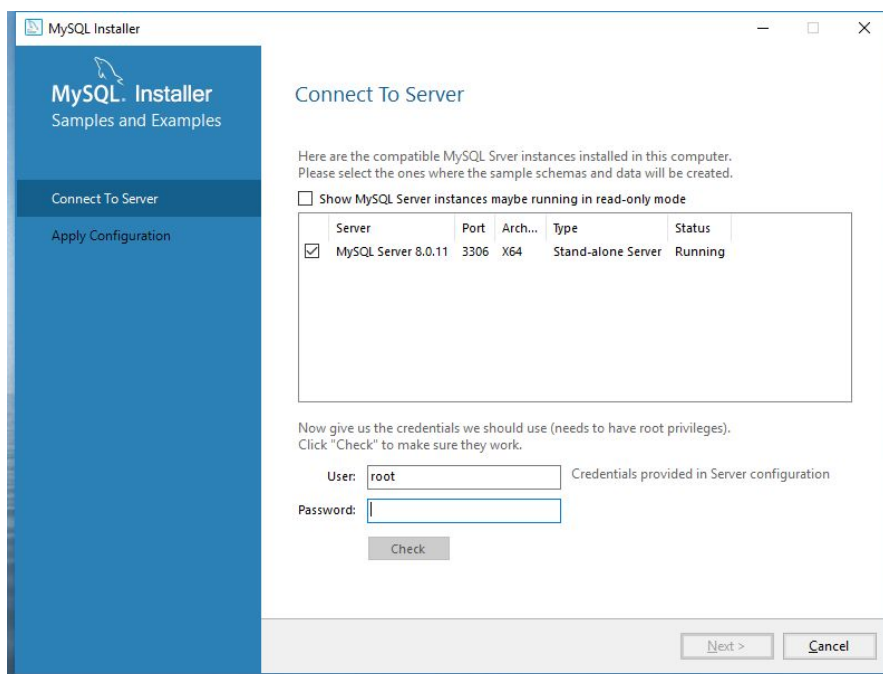 MySQL Installer
MySQL. Installer
Samples and Examples
Connect To Server
Apply Configuration
Connect To Server
Here are the compatible MySQL Srver instances installed in this computer.
Please select the ones where the sample schemas and data will be created.
Show MySQL Server instances maybe running in read-only mode
Server Port Arch... Type Status
MySQL Server 8.0.11 3306 X64 Stand-alone Server Running
Now give us the credentials we should use (needs to have root privileges).
Click "Check" to make sure they work.
User: root Credentials provided in Server configuration
Password:
Check
Next > Cancel